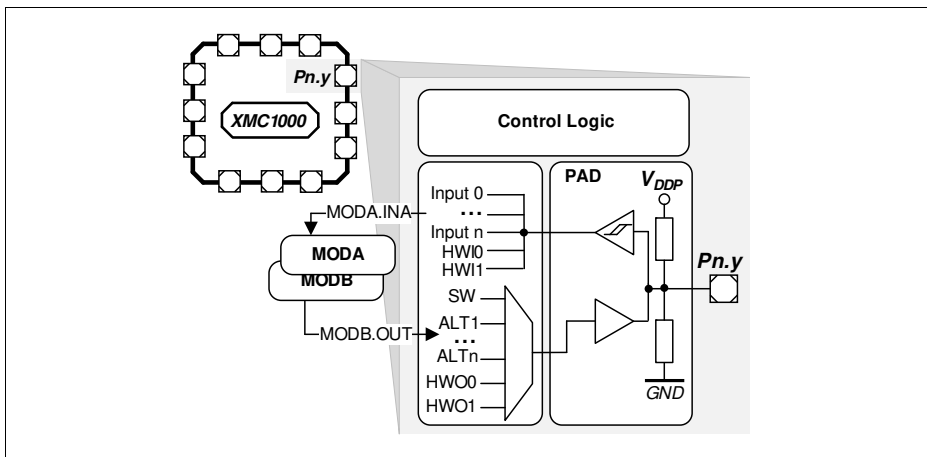 Pn.y
XMC1000
Control Logic
PAD
VDDP
Input 0
...
Input n
HWI0
HWI1
MODA.INA
MODA
MODB
MODB.OUT
SW
ALT1
...
ALTn
HWO0
HWO1
Pn.y
GND